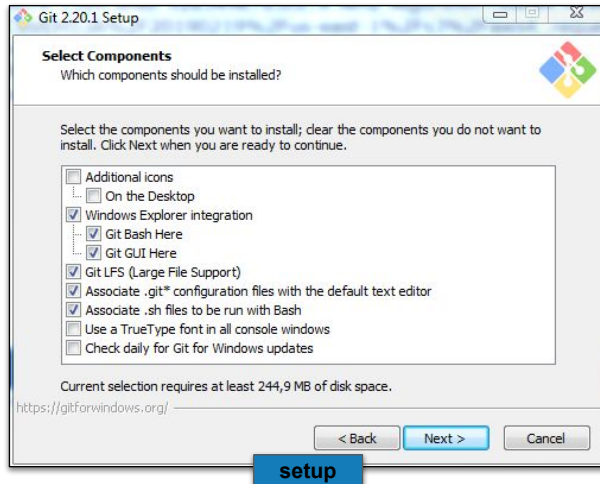 Git 2.20.1 Setup
Select Components
Which components should be installed?
Select the components you want to install; clear the components you do not want to
install. Click Next when you are ready to continue.
Additional icons
On the Desktop
Windows Explorer integration
Git Bash Here
Git GUI Here
Git LFS (Large File Support)
Associate .git* configuration files with the default text editor
Associate .sh files to be run with Bash
Use a TrueType font in all console windows
Check daily for Git for Windows updates
Current selection requires at least 244,9 MB of disk space.
https://gitforwindows.org/
< Back
Next >
Cancel
setup